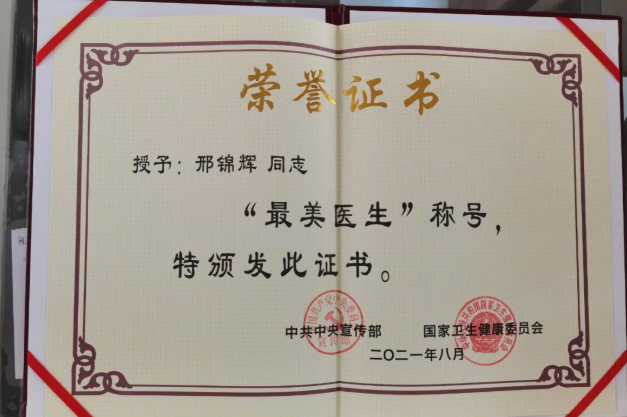 荣誉证书
授予：邢锦辉 同志
“最美医生”称号，
特颁发此证书。
中共中央宣传部 国家卫生健康委员会
二〇二一年八月